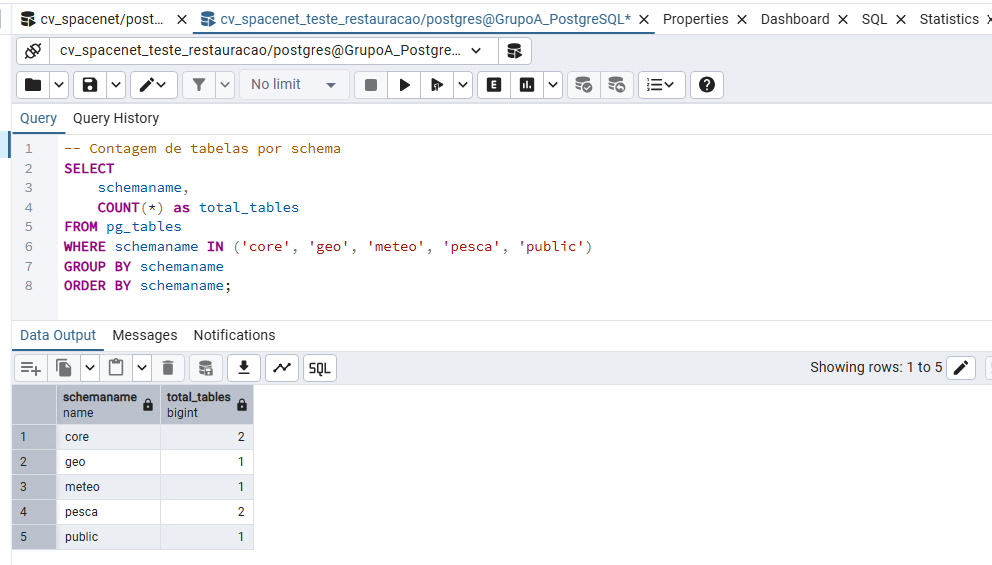 cv_spacenet/post... cv_spacenet_teste_restauracao/postgres@GrupoA_PostgreSQL* Properties Dashboard SQL Statistics
cv_spacenet_teste_restauracao/postgres@GrupoA_Postgre...
No limit
Query Query History
1 -- Contagem de tabelas por schema
2 SELECT
3 schemaname,
4 COUNT(*) as total_tables
5 FROM pg_tables
6 WHERE schemaname IN ('core', 'geo', 'meteo', 'pesca', 'public')
7 GROUP BY schemaname
8 ORDER BY schemaname;
Data Output Messages Notifications
SQL Showing rows: 1 to 5
schemaname total_tables
name bigint
1 core 2
2 geo 1
3 meteo 1
4 pesca 2
5 public 1